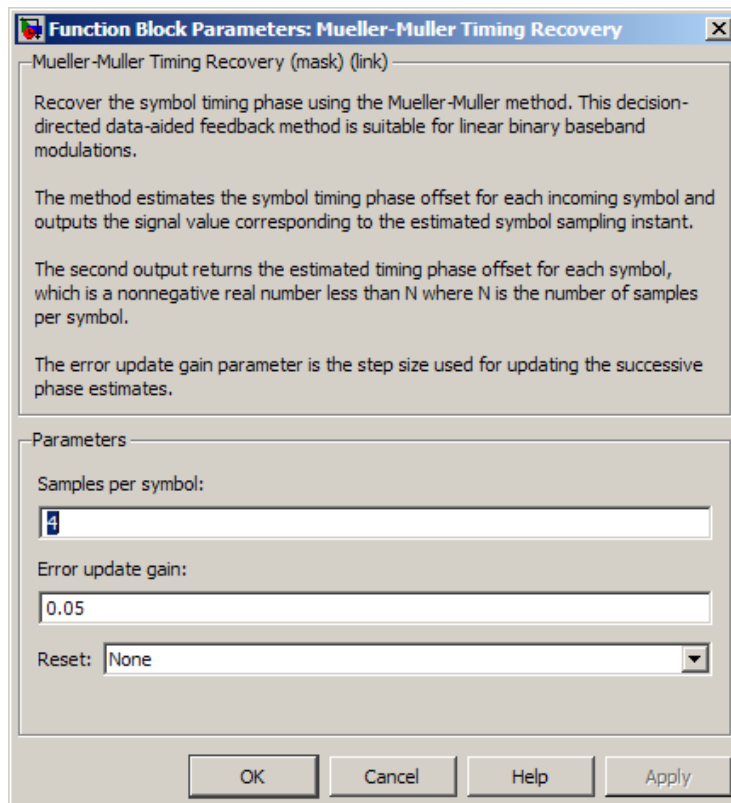 Function Block Parameters: Mueller-Muller Timing Recovery
Mueller-Muller Timing Recovery (mask) (link)
Recover the symbol timing phase using the Mueller-Muller method. This decision-
directed data-aided feedback method is suitable for linear binary baseband
modulations.
The method estimates the symbol timing phase offset for each incoming symbol and
outputs the signal value corresponding to the estimated symbol sampling instant.
The second output returns the estimated timing phase offset for each symbol,
which is a nonnegative real number less than N where N is the number of samples
per symbol.
The error update gain parameter is the step size used for updating the successive
phase estimates.
Parameters
Samples per symbol:
4
Error update gain:
0.05
Reset: None
OK Cancel Help Apply